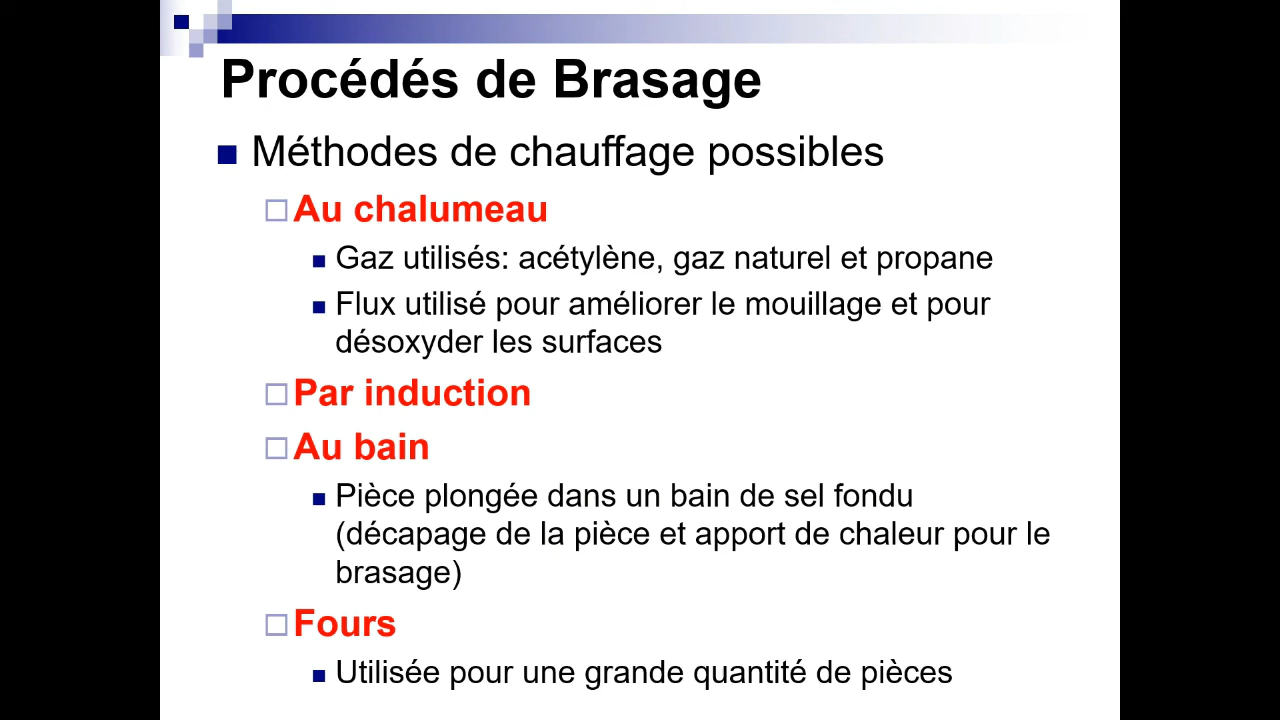 Procédés de Brasage
Méthodes de chauffage possibles
Au chalumeau
Gaz utilisés: acétylène, gaz naturel et propane
Flux utilisé pour améliorer le mouillage et pour
désoxyder les surfaces
Par induction
Au bain
Pièce plongée dans un bain de sel fondu
(décapage de la pièce et apport de chaleur pour le
brasage)
Fours
Utilisée pour une grande quantité de pièces